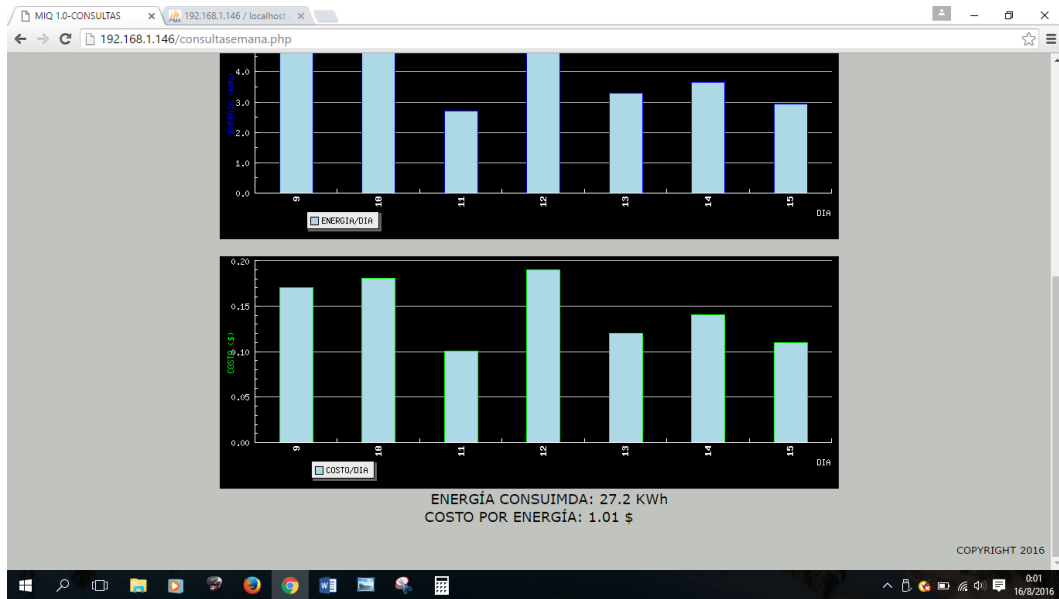 MIQ 1.0-CONSULTAS
192.168.1.146 / localhost
192.168.1.146/consultasemana.php
4.0
3.0
2.0
1.0
0.0
9 10 11 12 13 14 15
DIA
ENERGIA/DIA
0.20
0.15
0.10
0.05
0.00
COSTO ($)
9 10 11 12 13 14 15
DIA
COSTO/DIA
ENERGÍA CONSUIMDA: 27.2 KWh
COSTO POR ENERGÍA: 1.01 $
COPYRIGHT 2016
0:01
16/8/2016